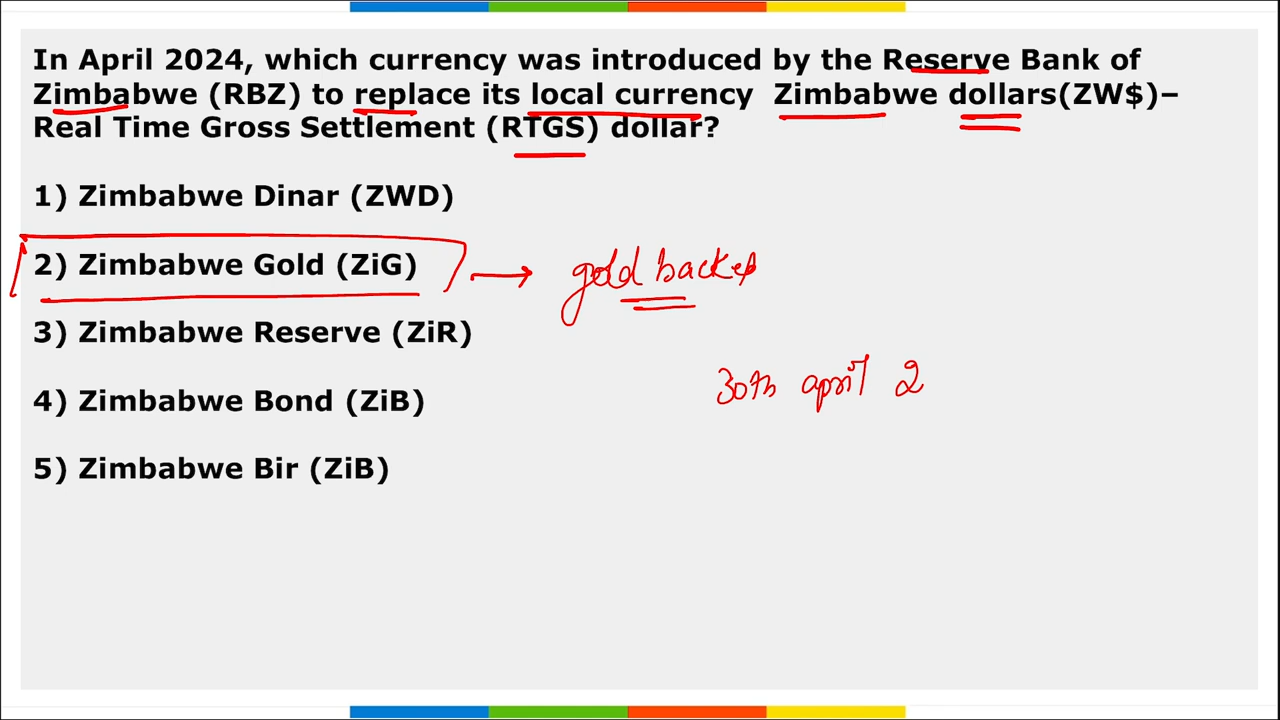 In April 2024, which currency was introduced by the Reserve Bank of
Zimbabwe (RBZ) to replace its local currency Zimbabwe dollars(ZW$)–
Real Time Gross Settlement (RTGS) dollar?
1) Zimbabwe Dinar (ZWD)
2) Zimbabwe Gold (ZiG)
gold backed
3) Zimbabwe Reserve (ZiR)
30th april 2
4) Zimbabwe Bond (ZiB)
5) Zimbabwe Bir (ZiB)